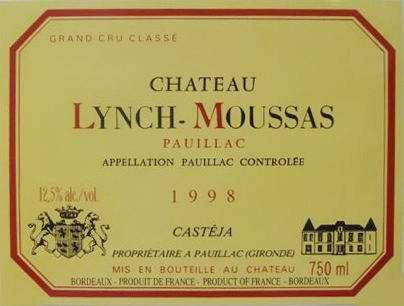 GRAND CRU CLASSÉ
CHATEAU
LYNCH-MOUSSAS
PAUILLAC
APPELLATION PAUILLAC CONTROLÉE
12,5% alc./vol.
1998
CASTÉJA
PROPRIÉTAIRE A PAUILLAC (GIRONDE)
MIS EN BOUTEILLE AU CHATEAU
750 ml
BORDEAUX - PRODUIT DE FRANCE - PRODUCT OF FRANCE - BORDEAUX